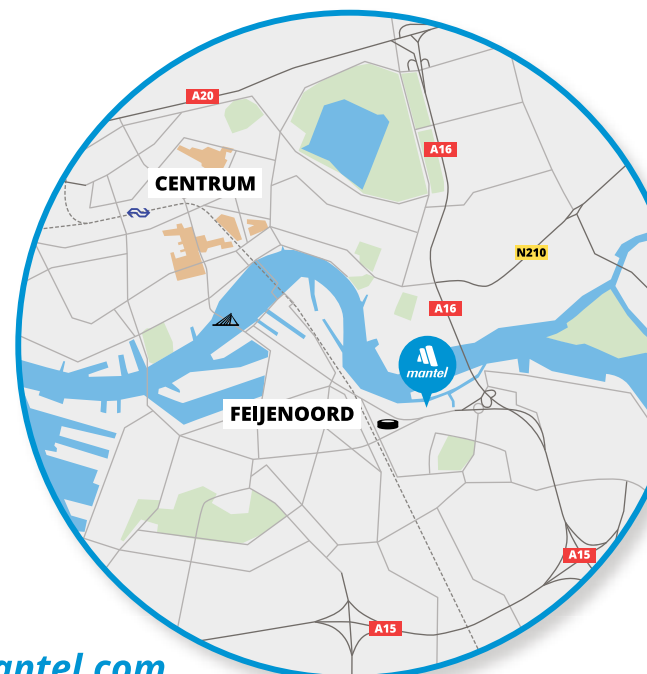 A20
A16
CENTRUM
N210
A16
mantel
FEIJENOORD
A15
A15
antel.com